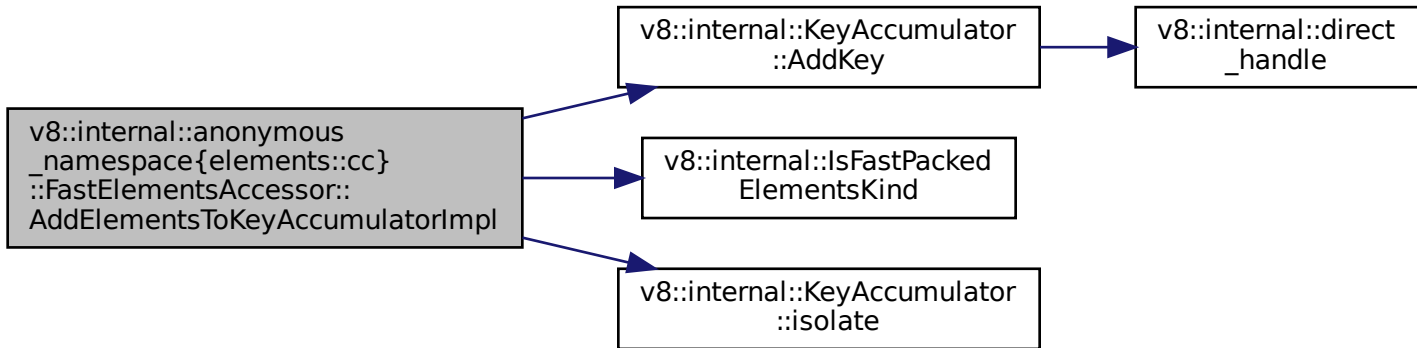 v8::internal::anonymous
_namespace{elements::cc}
::FastElementsAccessor::
AddElementsToKeyAccumulatorImpl
v8::internal::KeyAccumulator
::AddKey
v8::internal::direct
_handle
v8::internal::IsFastPacked
ElementsKind
v8::internal::KeyAccumulator
::isolate